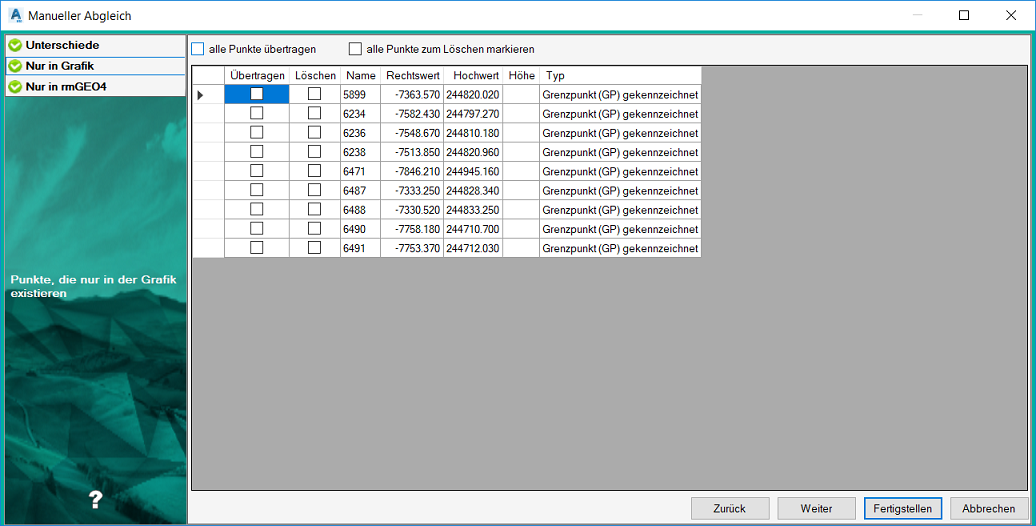 Manueller Abgleich
Unterschiede
Nur in Grafik
Nur in rmGEO4
Punkte, die nur in der Grafik
existieren
?
alle Punkte übertragen alle Punkte zum Löschen markieren
Übertragen Löschen Name Rechtswert Hochwert Höhe Typ
5899 -7363.570 244820.020 Grenzpunkt (GP) gekennzeichnet
6234 -7582.430 244797.270 Grenzpunkt (GP) gekennzeichnet
6236 -7548.670 244810.180 Grenzpunkt (GP) gekennzeichnet
6238 -7513.850 244820.960 Grenzpunkt (GP) gekennzeichnet
6471 -7846.210 244945.160 Grenzpunkt (GP) gekennzeichnet
6487 -7333.250 244828.340 Grenzpunkt (GP) gekennzeichnet
6488 -7330.520 244833.250 Grenzpunkt (GP) gekennzeichnet
6490 -7758.180 244710.700 Grenzpunkt (GP) gekennzeichnet
6491 -7753.370 244712.030 Grenzpunkt (GP) gekennzeichnet
Zurück Weiter Fertigstellen Abbrechen